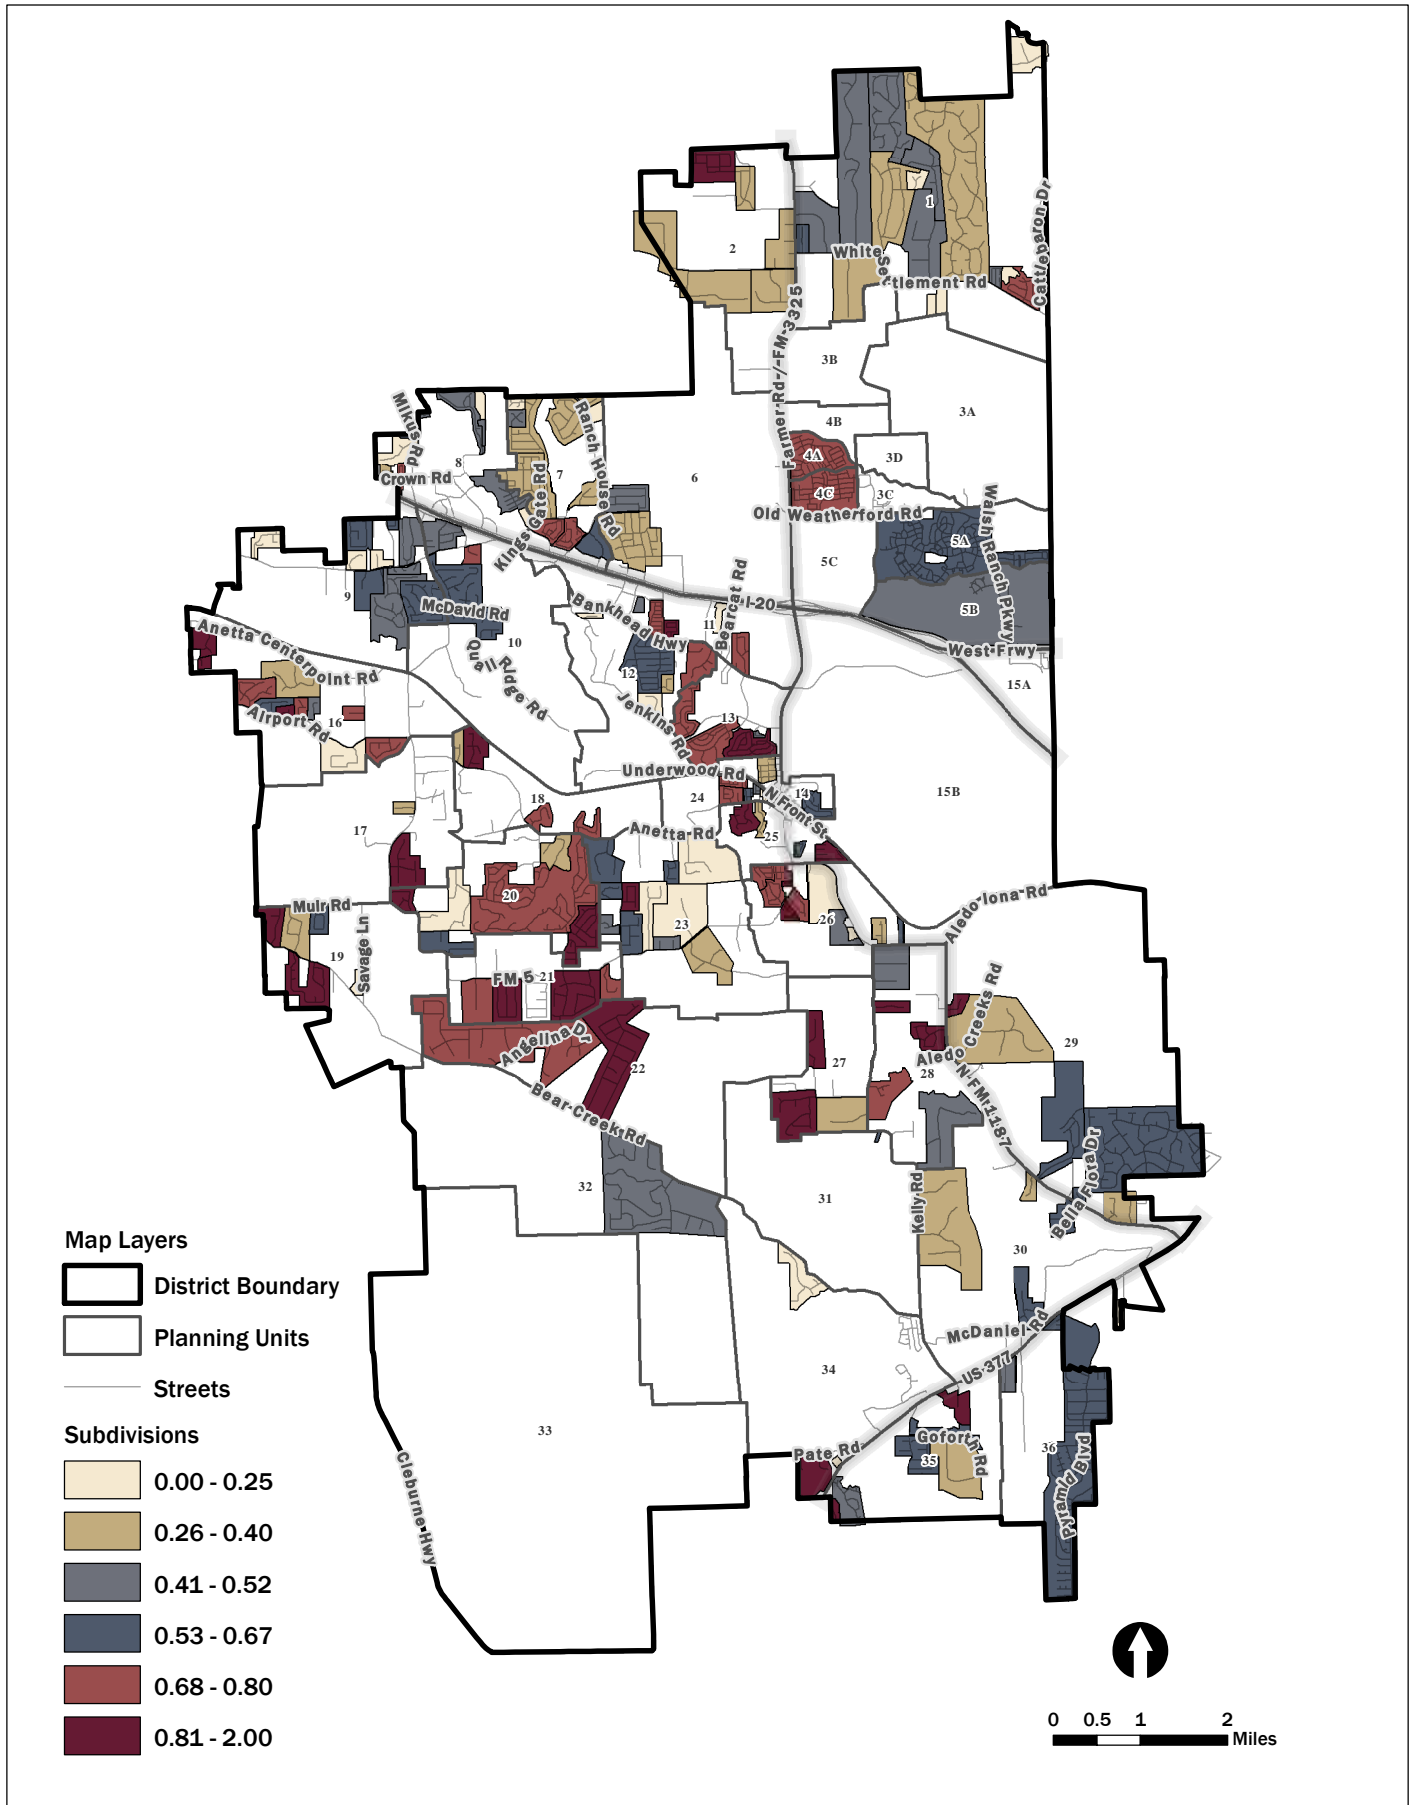 Cattlebaron Dr
1
2
White Settlement Rd
Farmer Rd / FM 3325
3B
3A
4B
Mikus Rd
Ranch House Rd
4A
3D
8
7
6
Crown Rd
Kings Gate Rd
4C
3C
Old Weatherford Rd
Walsh Ranch Pkwy
5A
5C
Bearcat Rd
I-20
5B
9
McDavid Rd
Bankhead Hwy
11
Anetta Centerpoint Rd
Quail Ridge Rd
10
West Frwy
12
15A
Airport Rd
16
Jenkins Rd
13
Underwood Rd
14
15B
18
24
N Front St
17
Anetta Rd
25
20
Muir Rd
Aledo Iona Rd
23
26
Savage Ln
19
FM 5
21
Aledo Creeks Rd
Angelina Dr
22
27
28
29
Bear Creek Rd
N FM 1187
Bella Flora Dr
32
31
Kelly Rd
30
McDaniel Rd
34
US 377
33
Pate Rd
Goforth Rd
35
36
Pyramid Blvd
Cleburne Hwy
Map Layers
District Boundary
Planning Units
Streets
Subdivisions
0.00 - 0.25
0.26 - 0.40
0.41 - 0.52
0.53 - 0.67
0.68 - 0.80
0.81 - 2.00
0 0.5 1 2
Miles